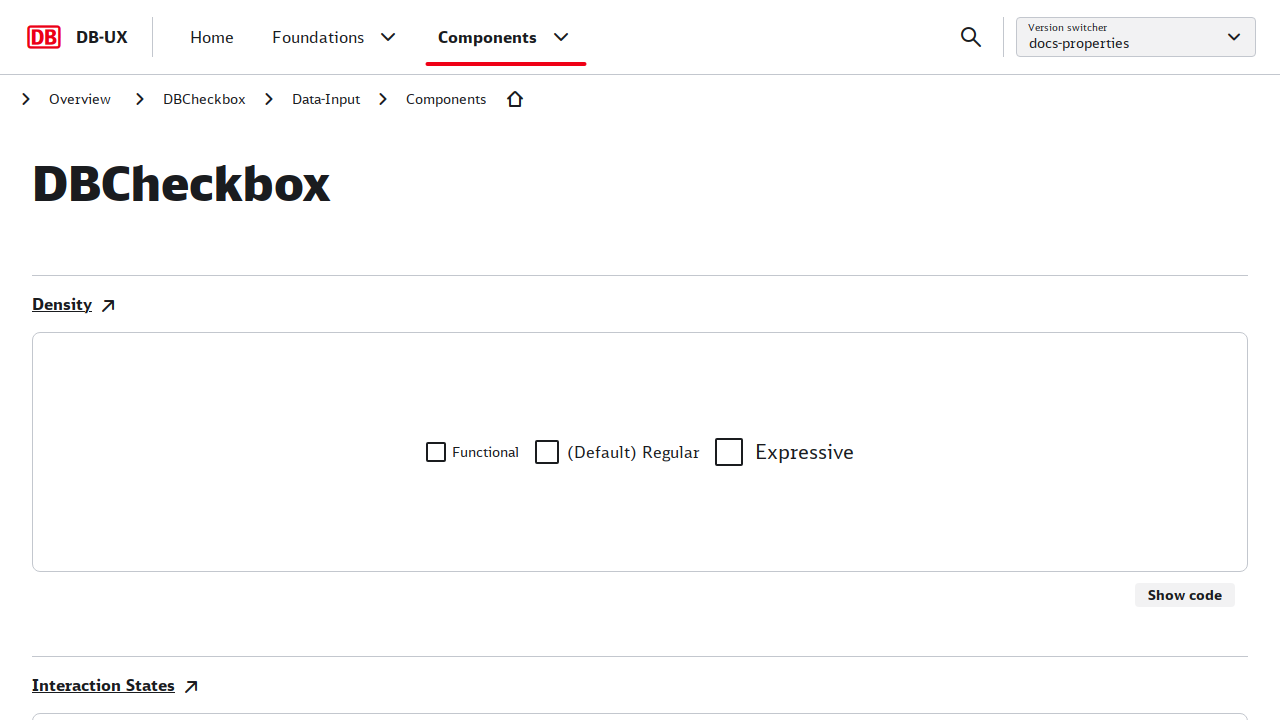 DB DB-UX Home Foundations Components Version switcher
docs-properties
Overview DBCheckbox Data-Input Components
DBCheckbox
Density
Functional (Default) Regular Expressive
Show code
Interaction States